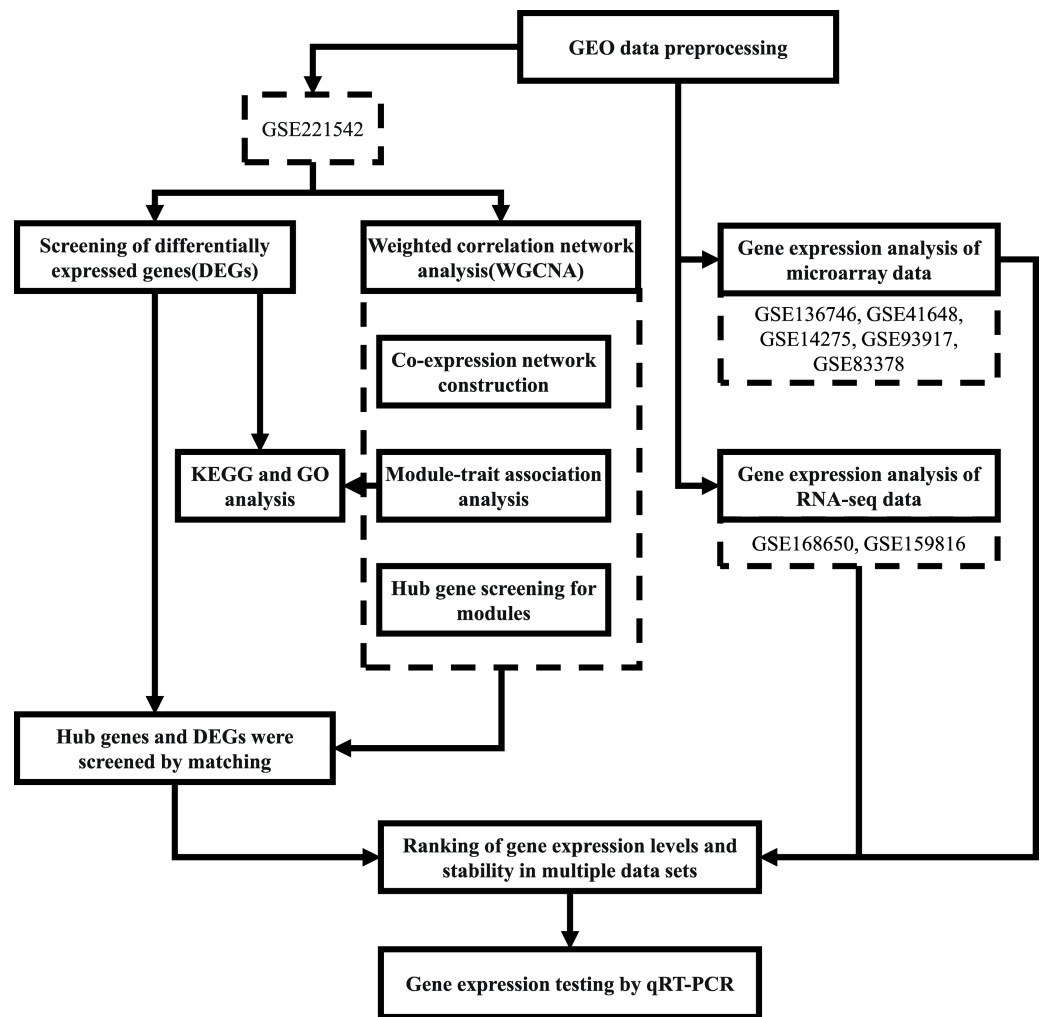 GEO data preprocessing
GSE221542
Screening of differentially
expressed genes(DEGs)
Weighted correlation network
analysis(WGCNA)
Gene expression analysis of
microarray data
GSE136746, GSE41648,
GSE14275, GSE93917,
GSE83378
Co-expression network
construction
KEGG and GO
analysis
Module-trait association
analysis
Gene expression analysis of
RNA-seq data
GSE168650, GSE159816
Hub gene screening for
modules
Hub genes and DEGs were
screened by matching
Ranking of gene expression levels and
stability in multiple data sets
Gene expression testing by qRT-PCR